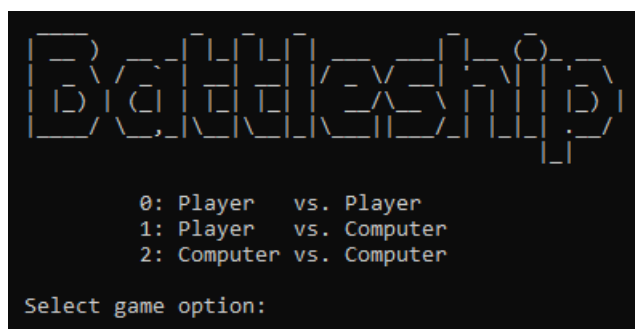 Battleship
0: Player vs. Player
1: Player vs. Computer
2: Computer vs. Computer
Select game option: